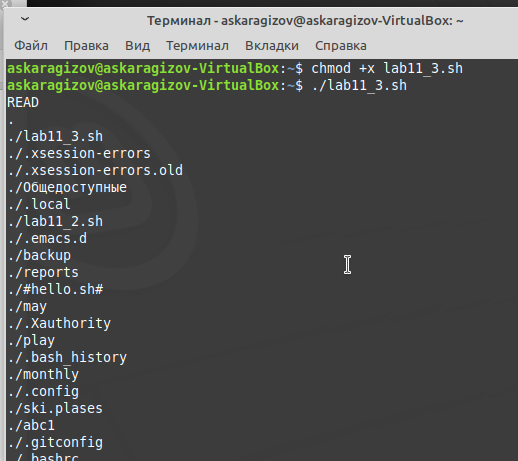 Терминал - askaragizov@askaragizov-VirtualBox: ~
Файл Правка Вид Терминал Вкладки Справка
askaragizov@askaragizov-VirtualBox:~$ chmod +x lab11_3.sh
askaragizov@askaragizov-VirtualBox:~$ ./lab11_3.sh
READ
.
./lab11_3.sh
./.xsession-errors
./.xsession-errors.old
./Общедоступные
./.local
./lab11_2.sh
./.emacs.d
./backup
./reports
./#hello.sh#
./may
./.Xauthority
./play
./.bash_history
./monthly
./.config
./ski.plases
./abc1
./.gitconfig
./.bashrc